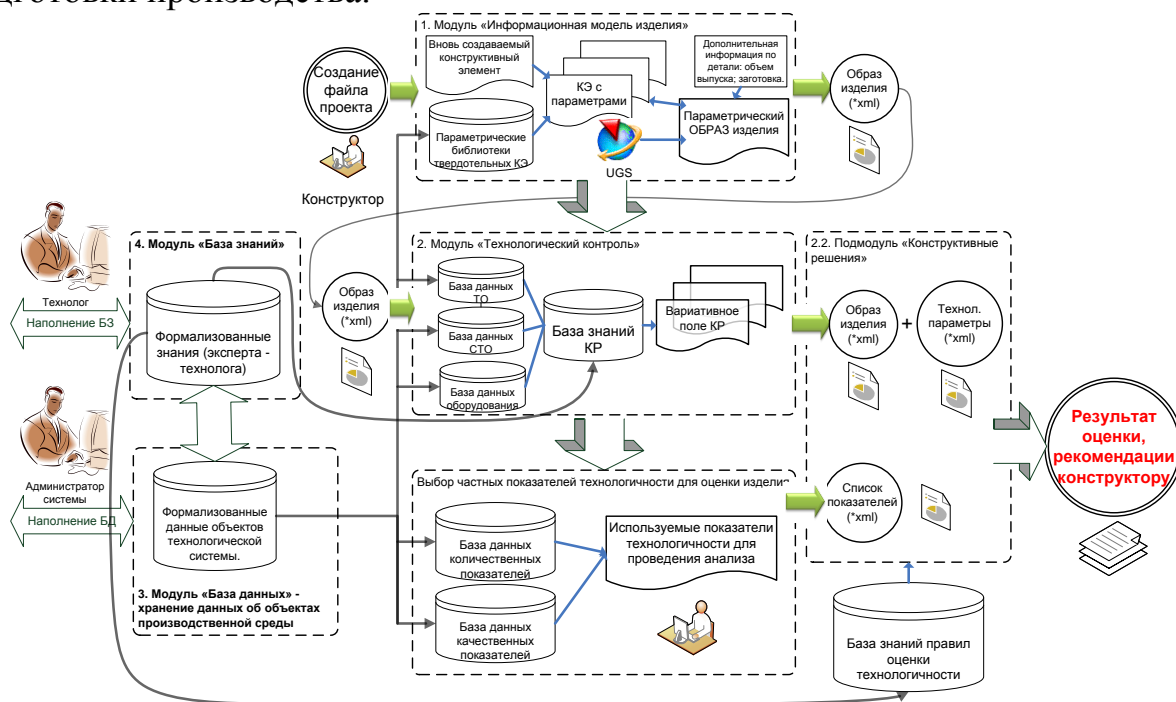 дготовки производства.
1. Модуль «Информационная модель изделия»
Создание
файла
проекта
Конструктор
Вновь создаваемый
конструктивный
элемент
Параметрические
библиотеки
твердотельных КЭ
КЭ с
параметрами
UGS
Дополнительная
информация по
детали: объем
выпуска; заготовка.
Параметрический
ОБРАЗ изделия
Образ
изделия
(*xml)
Технолог
Наполнение БЗ
4. Модуль «База знаний»
Формализованные
знания (эксперта -
технолога)
Образ
изделия
(*xml)
2. Модуль «Технологический контроль»
База данных
ТО
База данных
СТО
База данных
оборудования
База знаний
КР
Вариативное
поле КР
2.2. Подмодуль «Конструктивные
решения»
Образ
изделия
(*xml)
+
Технол.
параметры
(*xml)
Результат
оценки,
рекомендации
конструктору
Администратор
системы
Наполнение БД
Формализованные
данные объектов
технологической
системы.
3. Модуль «База данных» -
хранение данных об объектах
производственной среды
Выбор частных показателей технологичности для оценки издели
База данных
количественных
показателей
База данных
качественных
показателей
Используемые показатели
технологичности для
проведения анализа
Список
показателей
(*xml)
База знаний правил
оценки
технологичности